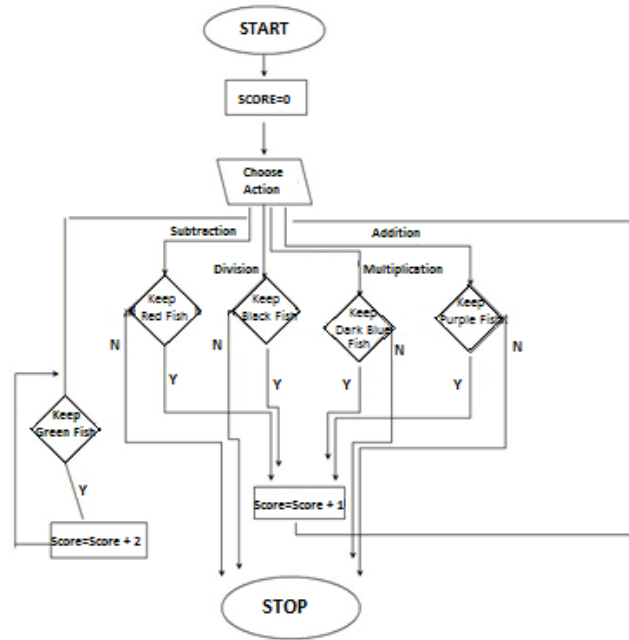 START
SCORE=0
Choose
Action
Subtraction
Addition
Division
Multiplication
Keep
Red Fish
Keep
Black Fish
Keep
Dark Blue
Fish
Keep
Purple Fish
N
N
N
N
Y
Y
Y
Y
Keep
Green Fish
Y
Score=Score + 1
Score=Score + 2
STOP